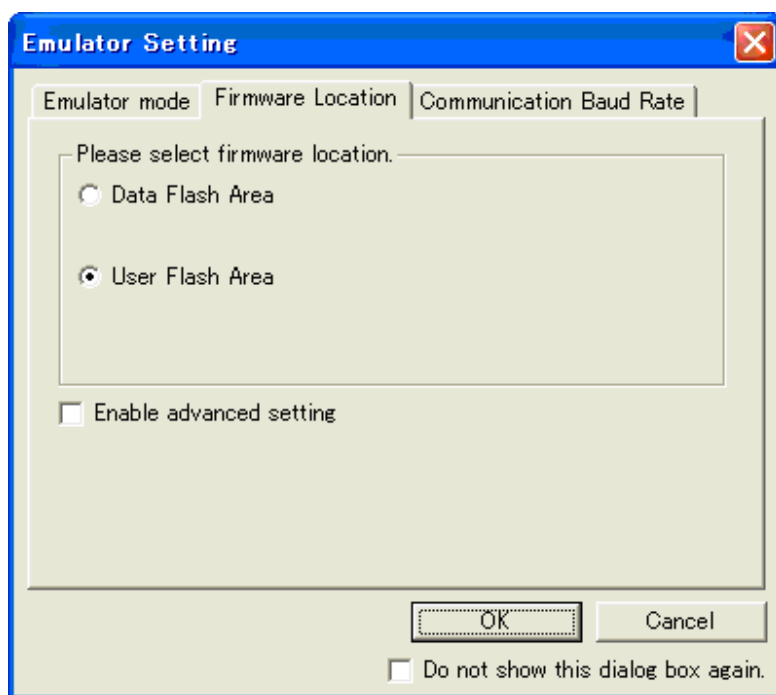 Emulator Setting
Emulator mode Firmware Location Communication Baud Rate
Please select firmware location.
Data Flash Area
User Flash Area
Enable advanced setting
OK Cancel
Do not show this dialog box again.